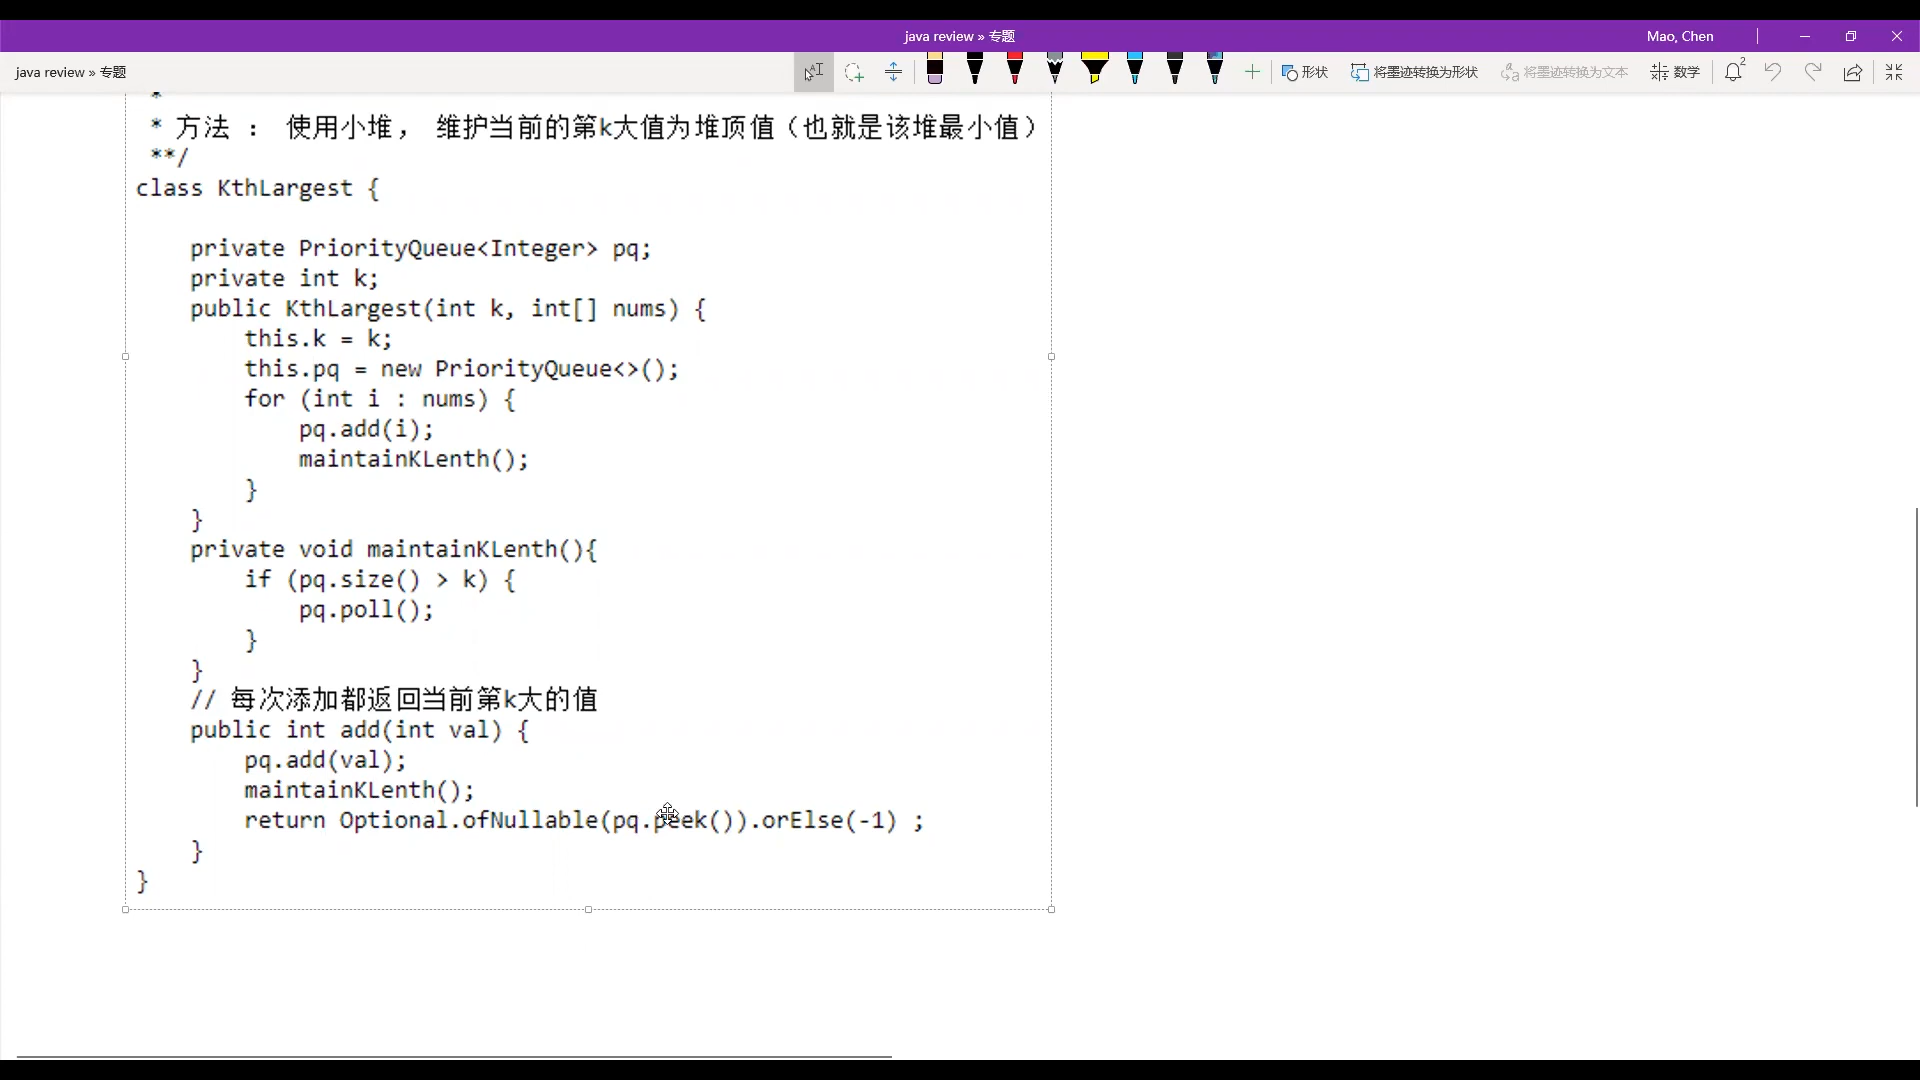 java review » 专题
Mao, Chen
java review » 专题
形状
将墨迹转换为形状
将墨迹转换为文本
数学
2
*
* 方法 ： 使用小堆， 维护当前的第k大值为堆顶值（也就是该堆最小值）
**/
class KthLargest {
private PriorityQueue<Integer> pq;
private int k;
public KthLargest(int k, int[] nums) {
this.k = k;
this.pq = new PriorityQueue<>();
for (int i : nums) {
pq.add(i);
maintainKLenth();
}
}
private void maintainKLenth(){
if (pq.size() > k) {
pq.poll();
}
}
// 每次添加都返回当前第k大的值
public int add(int val) {
pq.add(val);
maintainKLenth();
return Optional.ofNullable(pq.peek()).orElse(-1) ;
}
}